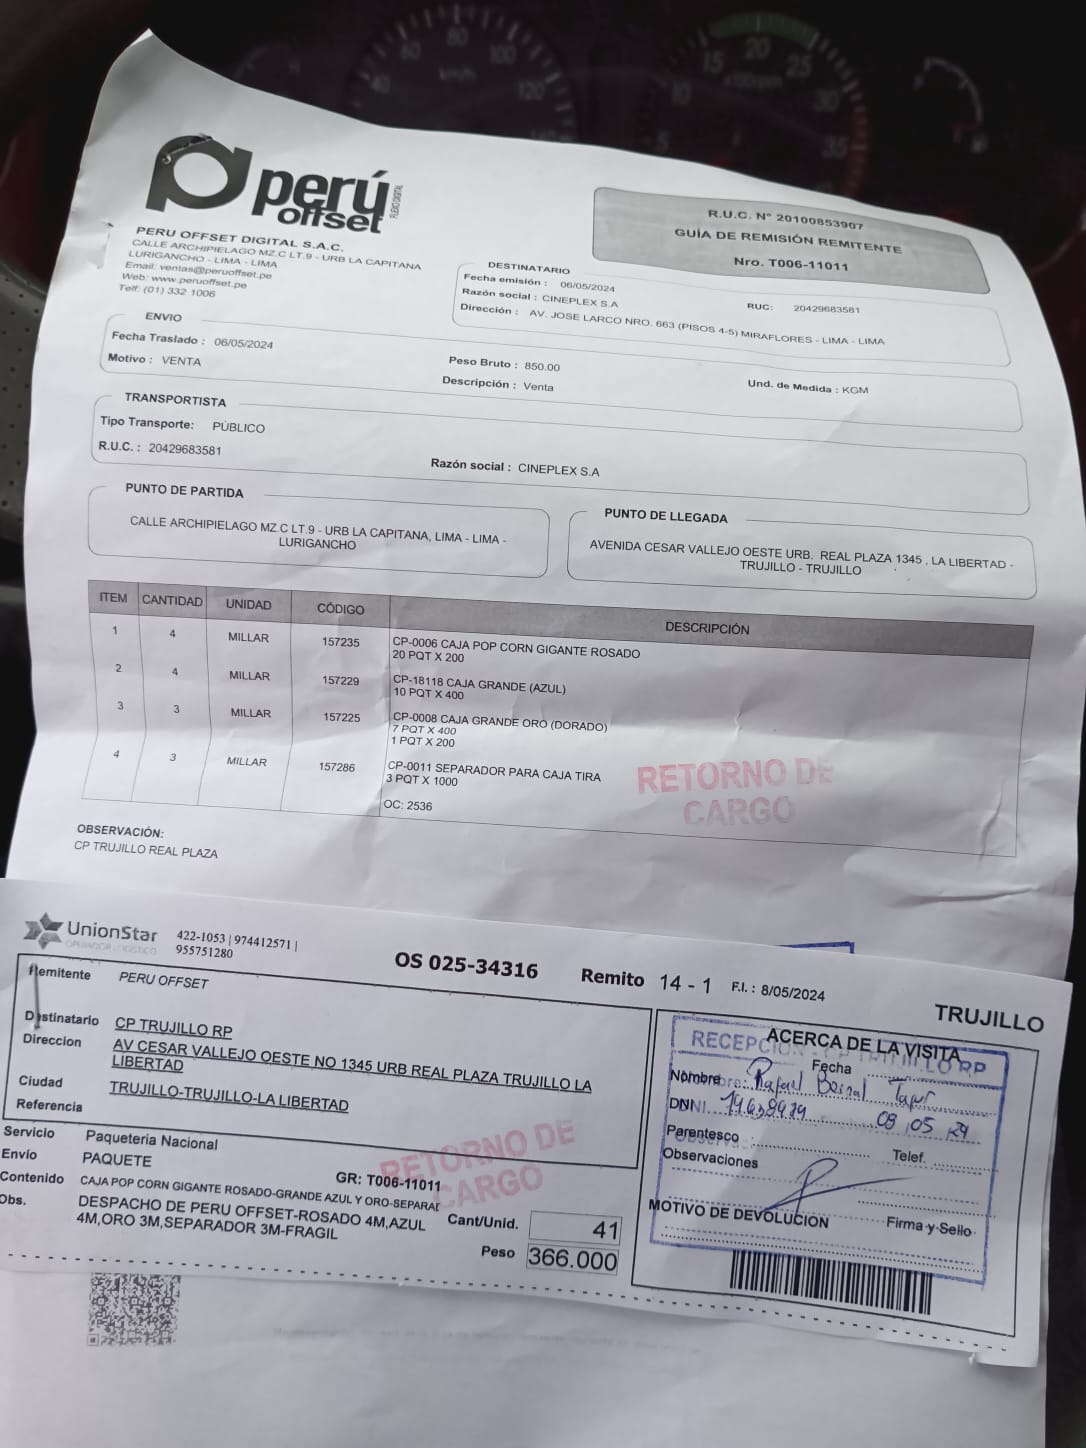 perú
offset
PERU OFFSET DIGITAL S.A.C.
CALLE ARCHIPIELAGO MZ.C LT.9 - URB LA CAPITANA
LURIGANCHO - LIMA - LIMA
Email: ventas@peruoffset.pe
Web: www.peruoffset.pe
Telf: (01) 332 1006
R.U.C. N° 20100853907
GUÍA DE REMISIÓN REMITENTE
Nro. T006-11011
DESTINATARIO
Fecha emisión : 06/05/2024
Razón social : CINEPLEX S.A
RUC: 20429683581
Dirección : AV. JOSE LARCO NRO. 663 (PISOS 4-5) MIRAFLORES - LIMA - LIMA
ENVIO
Fecha Traslado : 06/05/2024
Motivo : VENTA
Peso Bruto : 850.00
Descripción : Venta
Und. de Medida : KGM
TRANSPORTISTA
Tipo Transporte: PÚBLICO
R.U.C. : 20429683581
Razón social : CINEPLEX S.A
PUNTO DE PARTIDA
CALLE ARCHIPIELAGO MZ.C LT.9 - URB LA CAPITANA, LIMA - LIMA -
LURIGANCHO
PUNTO DE LLEGADA
AVENIDA CESAR VALLEJO OESTE URB. REAL PLAZA 1345 , LA LIBERTAD -
TRUJILLO - TRUJILLO
ITEM CANTIDAD UNIDAD CÓDIGO DESCRIPCIÓN
1 4 MILLAR 157235 CP-0006 CAJA POP CORN GIGANTE ROSADO
20 PQT X 200
2 4 MILLAR 157229 CP-18118 CAJA GRANDE (AZUL)
10 PQT X 400
3 3 MILLAR 157225 CP-0008 CAJA GRANDE ORO (DORADO)
7 PQT X 400
1 PQT X 200
4 3 MILLAR 157286 CP-0011 SEPARADOR PARA CAJA TIRA
3 PQT X 1000
OC: 2536
RETORNO DE
CARGO
OBSERVACIÓN:
CP TRUJILLO REAL PLAZA
UnionStar
OPERADOR LOGISTICO
422-1053 | 974412571 |
955751280
OS 025-34316
Remito 14 - 1
F.I. : 8/05/2024
TRUJILLO
Remitente PERU OFFSET
Destinatario CP TRUJILLO RP
Direccion AV CESAR VALLEJO OESTE NO 1345 URB REAL PLAZA TRUJILLO LA
LIBERTAD
Ciudad TRUJILLO-TRUJILLO-LA LIBERTAD
Referencia
Servicio Paqueteria Nacional
Envío PAQUETE
GR: T006-11011
Contenido CAJA POP CORN GIGANTE ROSADO-GRANDE AZUL Y ORO-SEPARAD
Obs. DESPACHO DE PERU OFFSET-ROSADO 4M,AZUL
4M,ORO 3M,SEPARADOR 3M-FRAGIL
Cant/Unid. 41
Peso 366.000
RETORNO DE
CARGO
ACERCA DE LA VISITA
RECEPCION - CP TRUJILLO RP
Fecha
Nombre Rafael
DNI 08 05 24
Parentesco
Telef.
Observaciones
MOTIVO DE DEVOLUCION
Firma y Sello